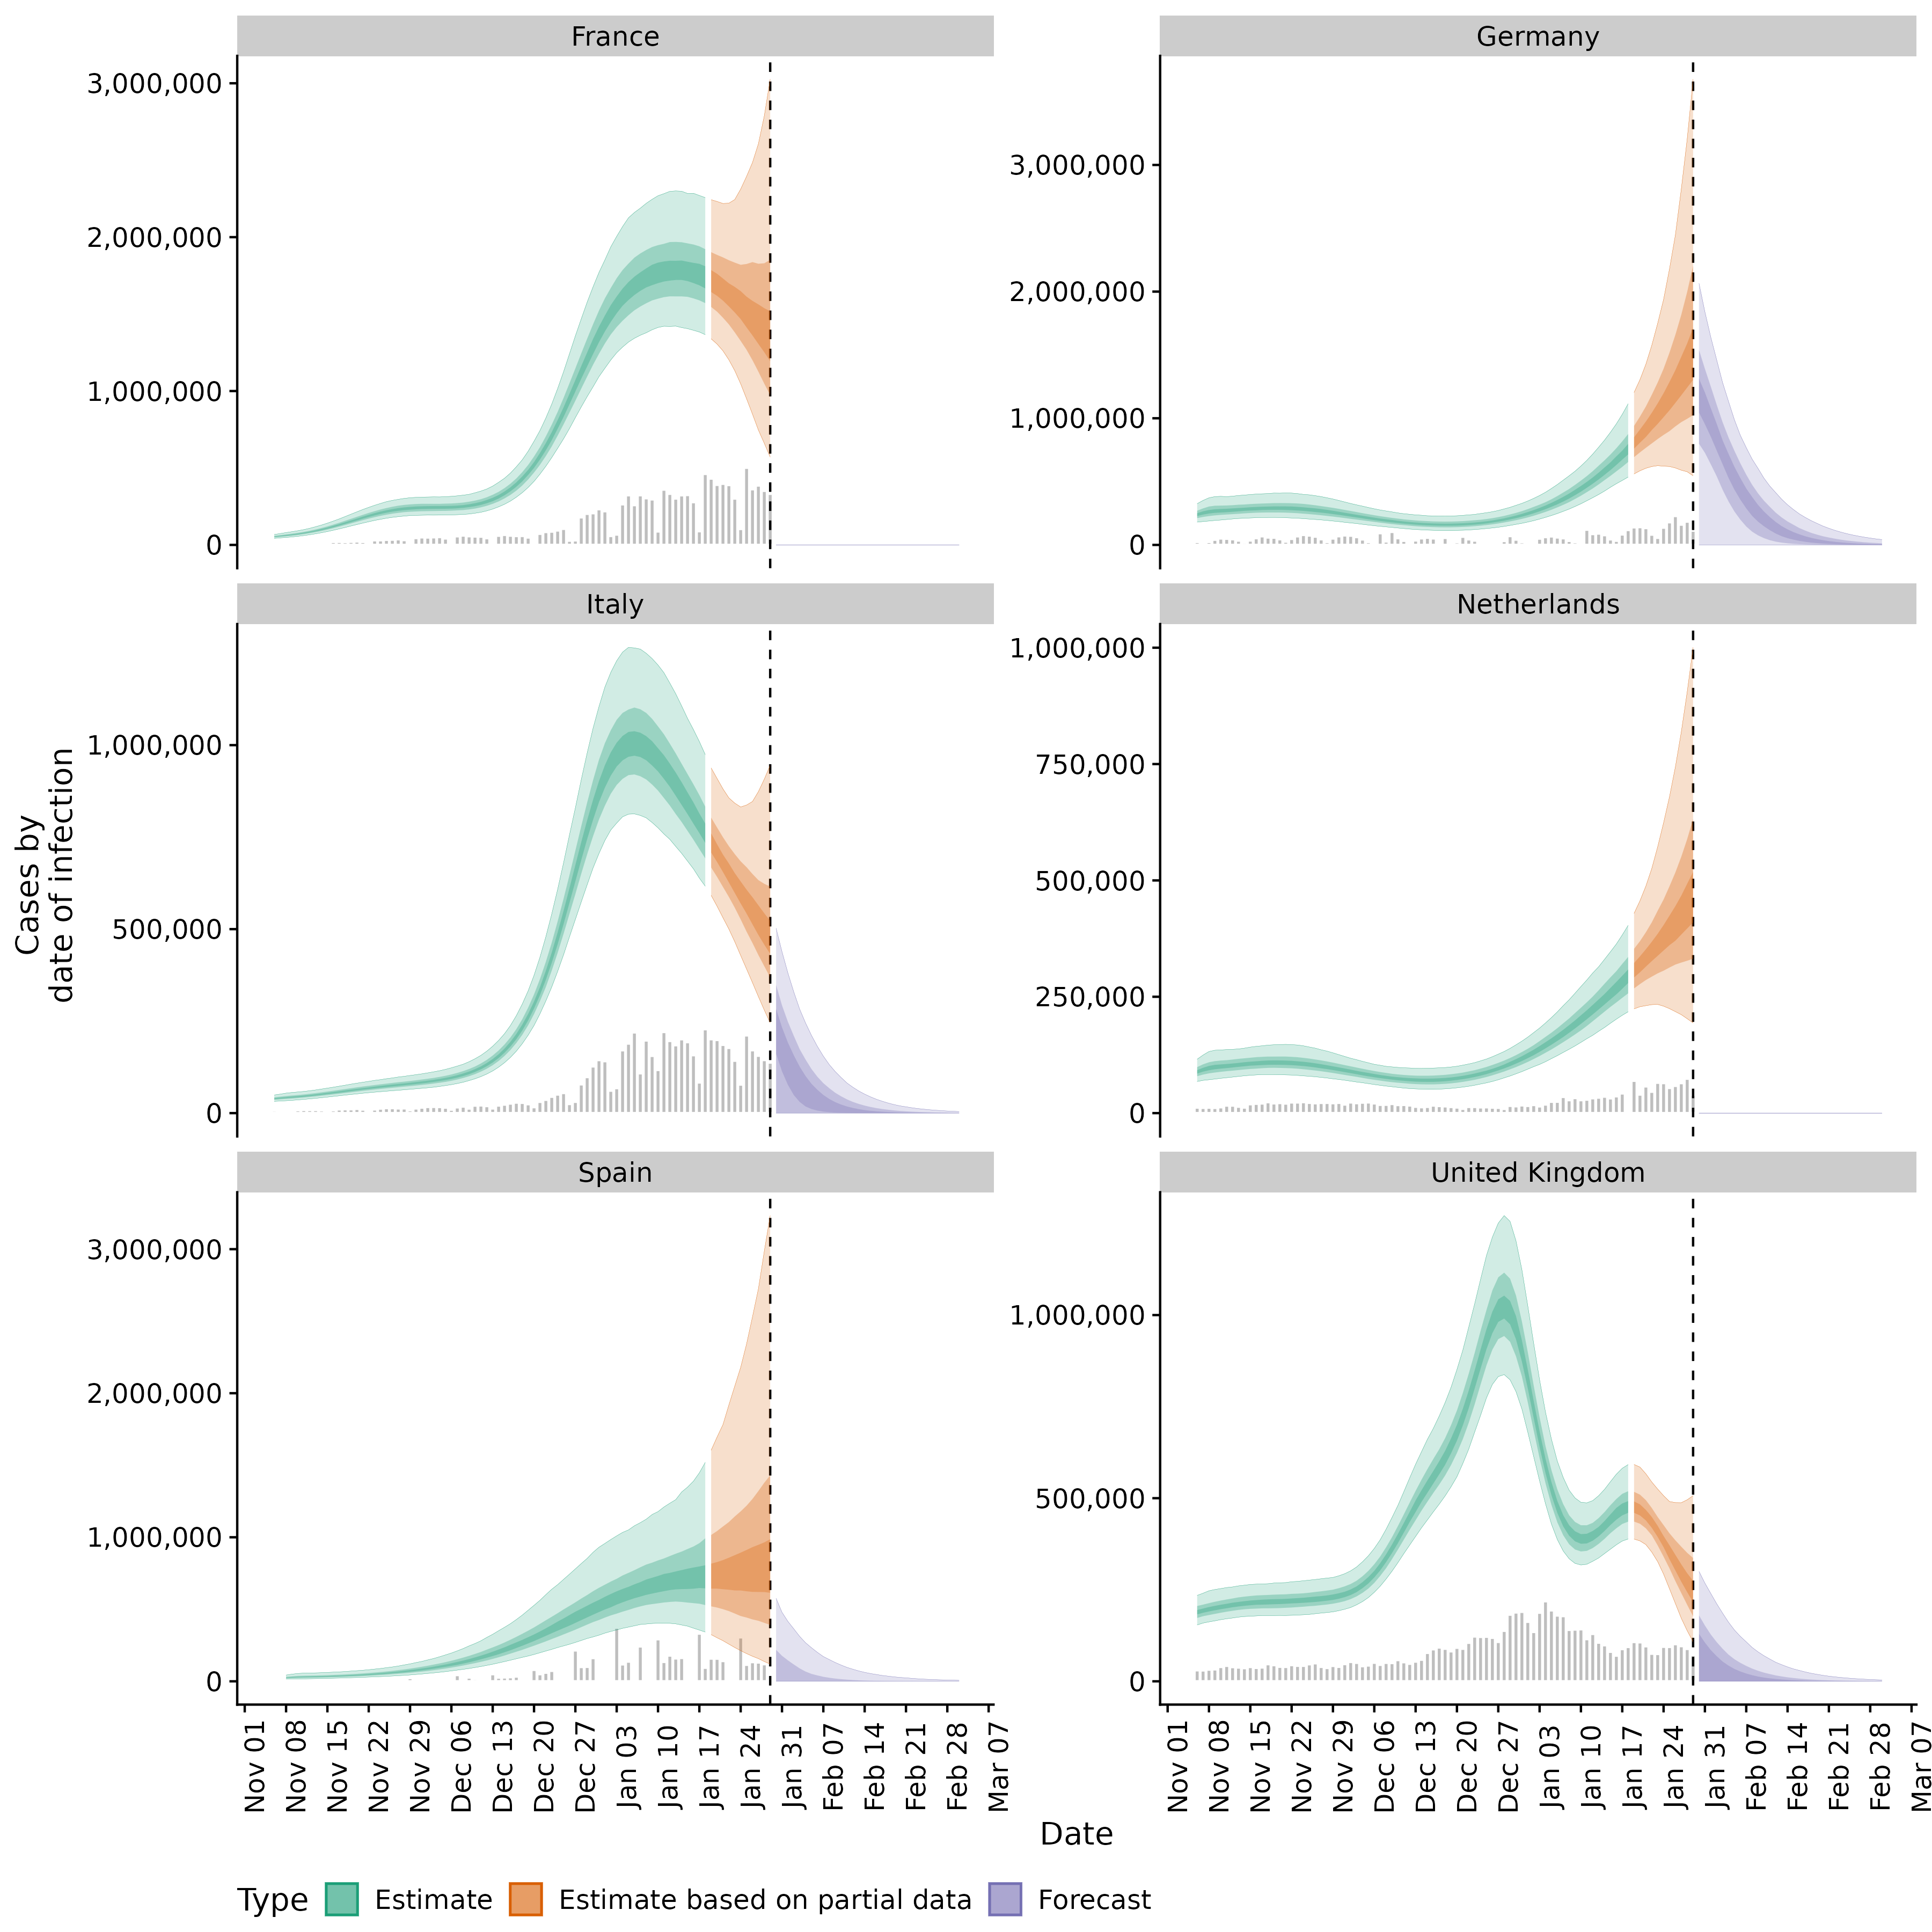 France
Germany
3,000,000
2,000,000
1,000,000
0
3,000,000
2,000,000
1,000,000
0
Italy
Netherlands
1,000,000
500,000
0
1,000,000
750,000
500,000
250,000
0
Cases by
date of infection
Spain
United Kingdom
3,000,000
2,000,000
1,000,000
0
1,000,000
500,000
0
Nov 01
Nov 08
Nov 15
Nov 22
Nov 29
Dec 06
Dec 13
Dec 20
Dec 27
Jan 03
Jan 10
Jan 17
Jan 24
Jan 31
Feb 07
Feb 14
Feb 21
Feb 28
Mar 07
Nov 01
Nov 08
Nov 15
Nov 22
Nov 29
Dec 06
Dec 13
Dec 20
Dec 27
Jan 03
Jan 10
Jan 17
Jan 24
Jan 31
Feb 07
Feb 14
Feb 21
Feb 28
Mar 07
Date
Type Estimate Estimate based on partial data Forecast